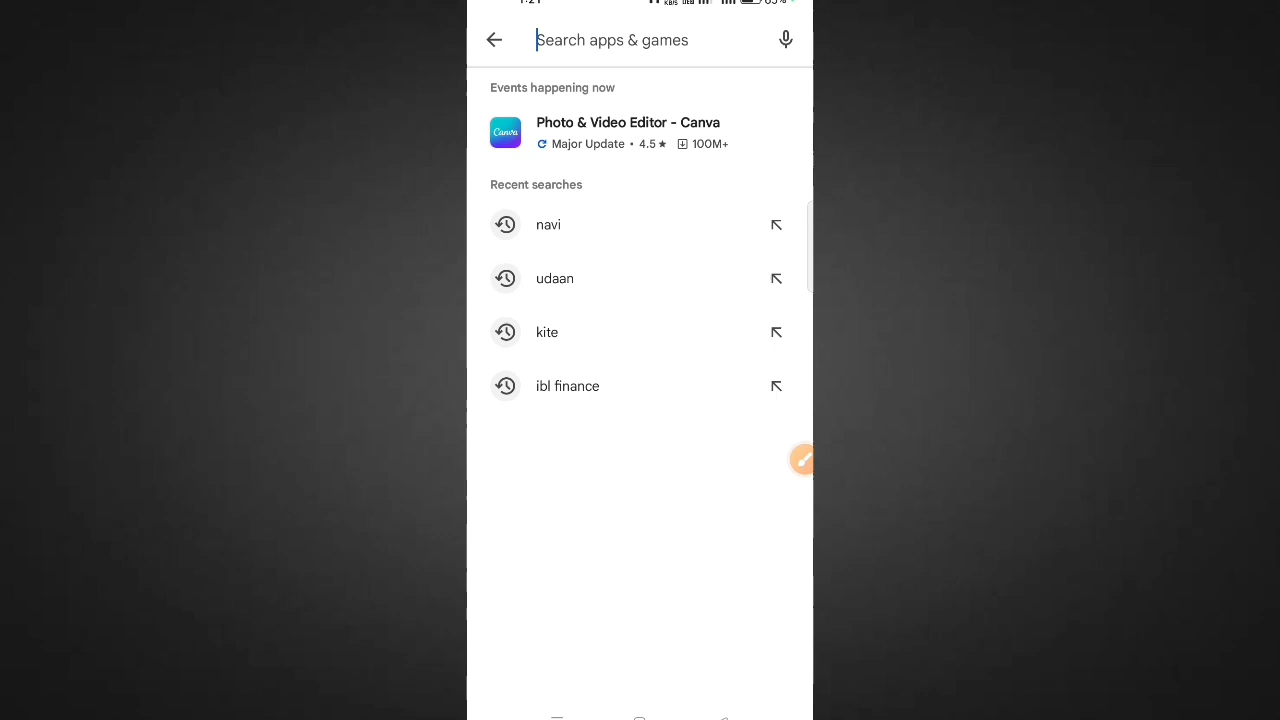 Search apps & games
Events happening now
Canva
Photo & Video Editor - Canva
Major Update • 4.5 ★ 100M+
Recent searches
navi
udaan
kite
ibl finance